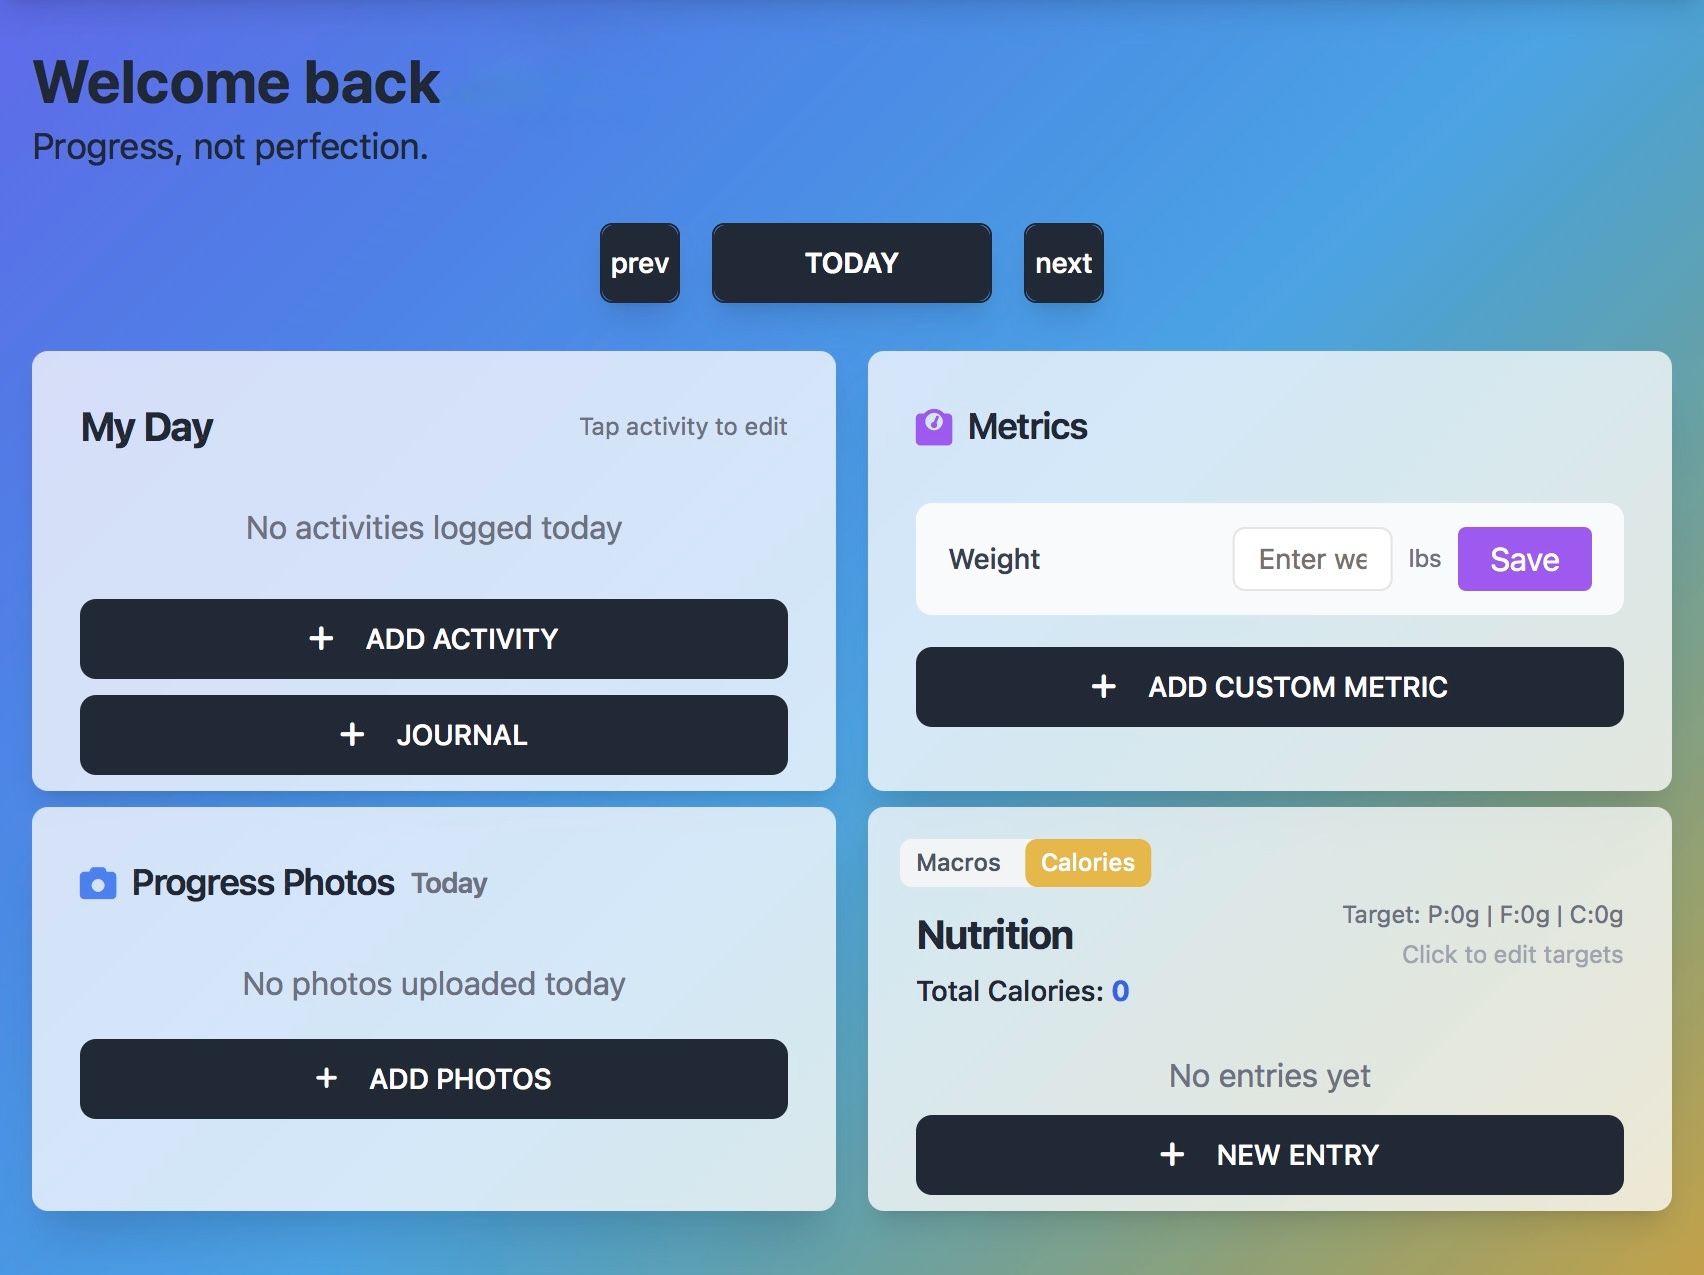 Welcome back
Progress, not perfection.
prev
TODAY
next
My Day
Tap activity to edit
No activities logged today
+ ADD ACTIVITY
+ JOURNAL
Metrics
Weight
Enter we
lbs
Save
+ ADD CUSTOM METRIC
Progress Photos Today
No photos uploaded today
+ ADD PHOTOS
Macros
Calories
Nutrition
Target: P:0g | F:0g | C:0g
Click to edit targets
Total Calories: 0
No entries yet
+ NEW ENTRY